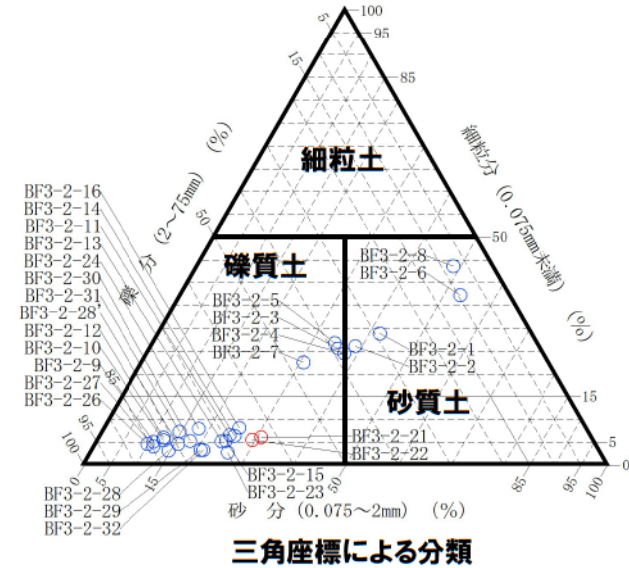 100
95
5
15
85
細粒分 (0.075mm未満) (%)
礫 分 (2～75mm) (%)
細粒土
50
50
BF3-2-16
BF3-2-14
BF3-2-11
BF3-2-13
BF3-2-24
BF3-2-30
BF3-2-31
BF3-2-28'
BF3-2-12
BF3-2-10
BF3-2-9
BF3-2-27
BF3-2-26
礫質土
BF3-2-8
BF3-2-6
BF3-2-5
BF3-2-3
BF3-2-4
BF3-2-7
BF3-2-1
BF3-2-2
砂質土
85
95
100
15
5
0
BF3-2-21
BF3-2-22
BF3-2-15
BF3-2-23
BF3-2-28
BF3-2-29
BF3-2-32
0
5
15
50
85
95
100
砂 分 (0.075～2mm) (%)
三角座標による分類